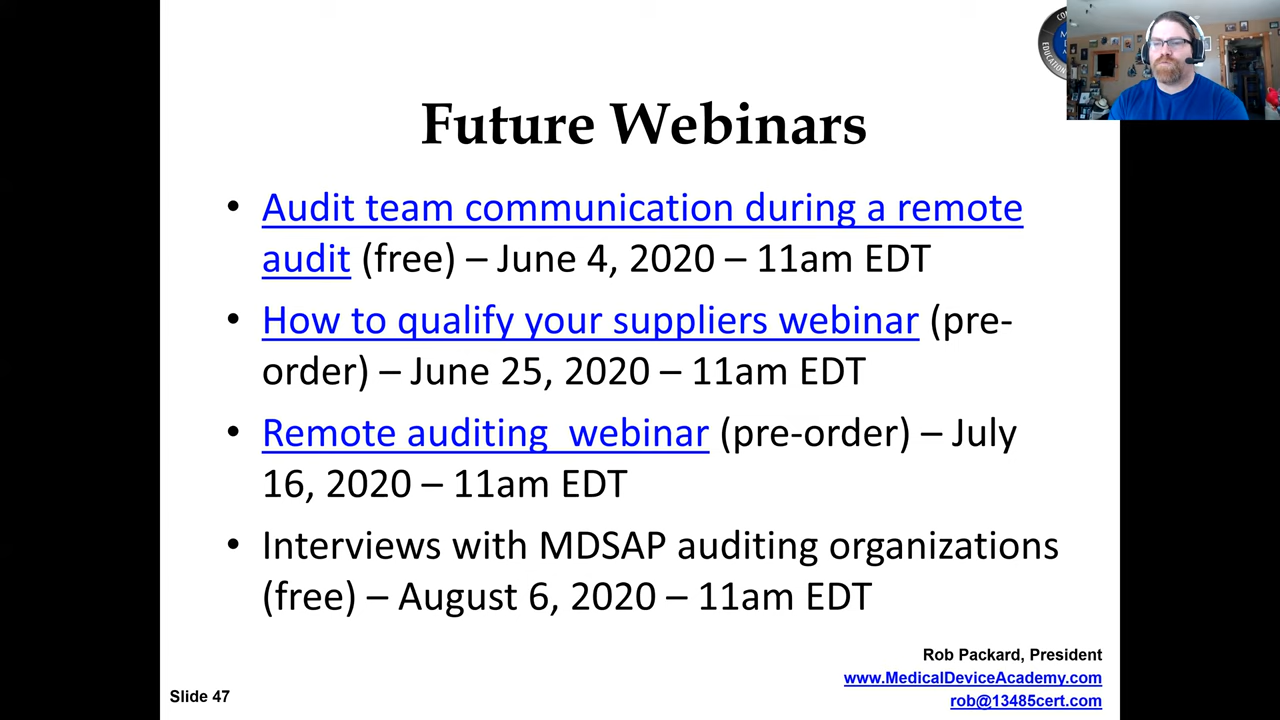 Future Webinars
• Audit team communication during a remote
audit (free) – June 4, 2020 – 11am EDT
• How to qualify your suppliers webinar (pre-
order) – June 25, 2020 – 11am EDT
• Remote auditing  webinar (pre-order) – July
16, 2020 – 11am EDT
• Interviews with MDSAP auditing organizations
(free) – August 6, 2020 – 11am EDT
Rob Packard, President
www.MedicalDeviceAcademy.com
rob@13485cert.com
Slide 47